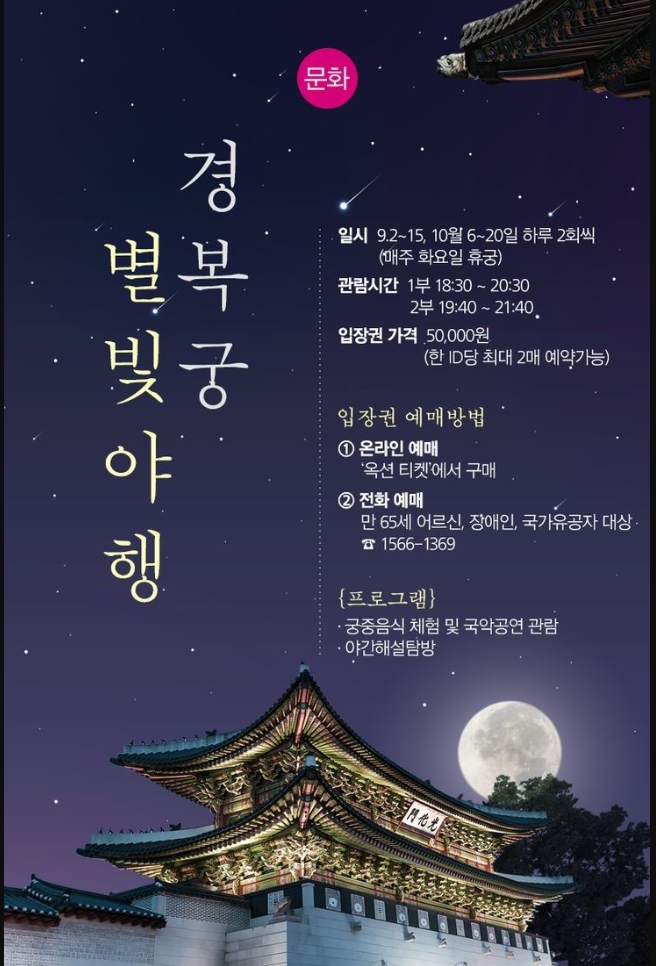 문화
경복궁
별빛야행
일시 9.2~15, 10월 6~20일 하루 2회씩
(매주 화요일 휴궁)
관람시간 1부 18:30 ~ 20:30
2부 19:40 ~ 21:40
입장권 가격 50,000원
(한 ID당 최대 2매 예약가능)
입장권 예매방법
① 온라인 예매
'옥션 티켓'에서 구매
② 전화 예매
만 65세 어르신, 장애인, 국가유공자 대상
☎ 1566-1369
{프로그램}
· 궁중음식 체험 및 국악공연 관람
· 야간해설탐방
門化光